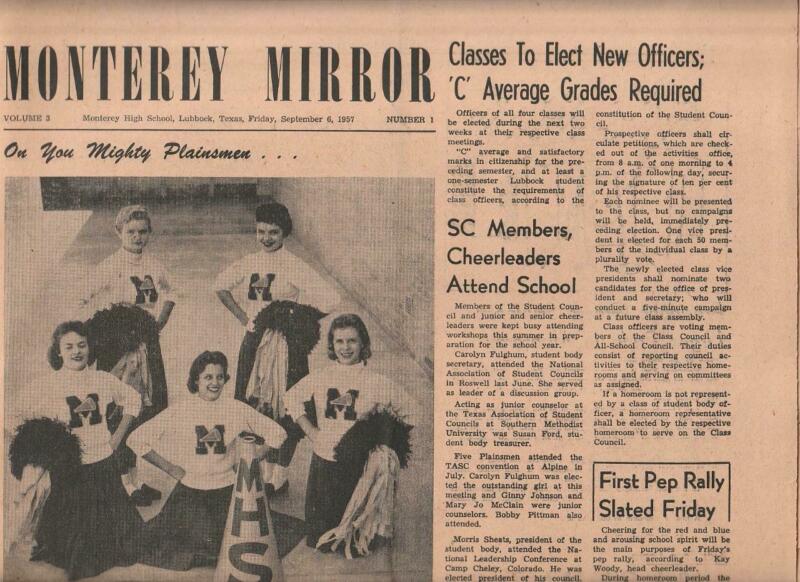 MONTEREY MIRROR
VOLUME 3 Monterey High School, Lubbock, Texas, Friday, September 6, 1957 NUMBER 1
On You Mighty Plainsmen . . .
M
M
M
M
M
MHS
Classes To Elect New Officers;
'C' Average Grades Required
Officers of all four classes will
be elected during the next two
weeks at their respective class
meetings.
"C" average and satisfactory
marks in citizenship for the pre-
ceding semester, and at least a
one-semester Lubbock student
constitute the requirements of
class officers, according to the
constitution of the Student Coun-
cil.
Prospective officers shall cir-
culate petitions, which are check-
ed out of the activities office,
from 8 a.m. of one morning to 4
p.m. of the following day, secur-
ing the signature of ten per cent
of his respective class.
Each nominee will be presented
to the class, but no campaigns
will be held, immediately pre-
ceding election. One vice presi-
dent is elected for each 50 mem-
bers of the individual class by a
plurality vote.
The newly elected class vice
presidents shall nominate two
candidates for the office of pres-
ident and secretary; who will
conduct a five-minute campaign
at a future class assembly.
Class officers are voting mem-
bers of the Class Council and
All-School Council. Their duties
consist of reporting council ac-
tivities to their respective home-
rooms and serving on committees
as assigned.
If a homeroom is not represent-
ed by a class of student body of-
ficer, a homeroom representative
shall be elected by the respective
homeroom to serve on the Class
Council.
SC Members,
Cheerleaders
Attend School
Members of the Student Coun-
cil and junior and senior cheer-
leaders were kept busy attending
workshops this summer in prep-
aration for the school year.
Carolyn Fulghum, student body
secretary, attended the National
Association of Student Councils
in Roswell last June. She served
as leader of a discussion group.
Acting as junior counselor at
the Texas Association of Student
Councils at Southern Methodist
University was Susan Ford, stu-
dent body treasurer.
Five Plainsmen attended the
TASC convention at Alpine in
July. Carolyn Fulghum was elec-
ted the outstanding girl at this
meeting and Ginny Johnson and
Mary Jo McClain were junior
counselors. Bobby Pittman also
attended.
Morris Sheats, president of the
student body, attended the Na-
tional Leadership Conference at
Camp Cheley, Colorado. He was
elected president of his council.
First Pep Rally
Slated Friday
Cheering for the red and blue
and arousing school spirit will be
the main purposes of Friday's
pep rally, according to Kay
Woody, head cheerleader.
During homeroom period the